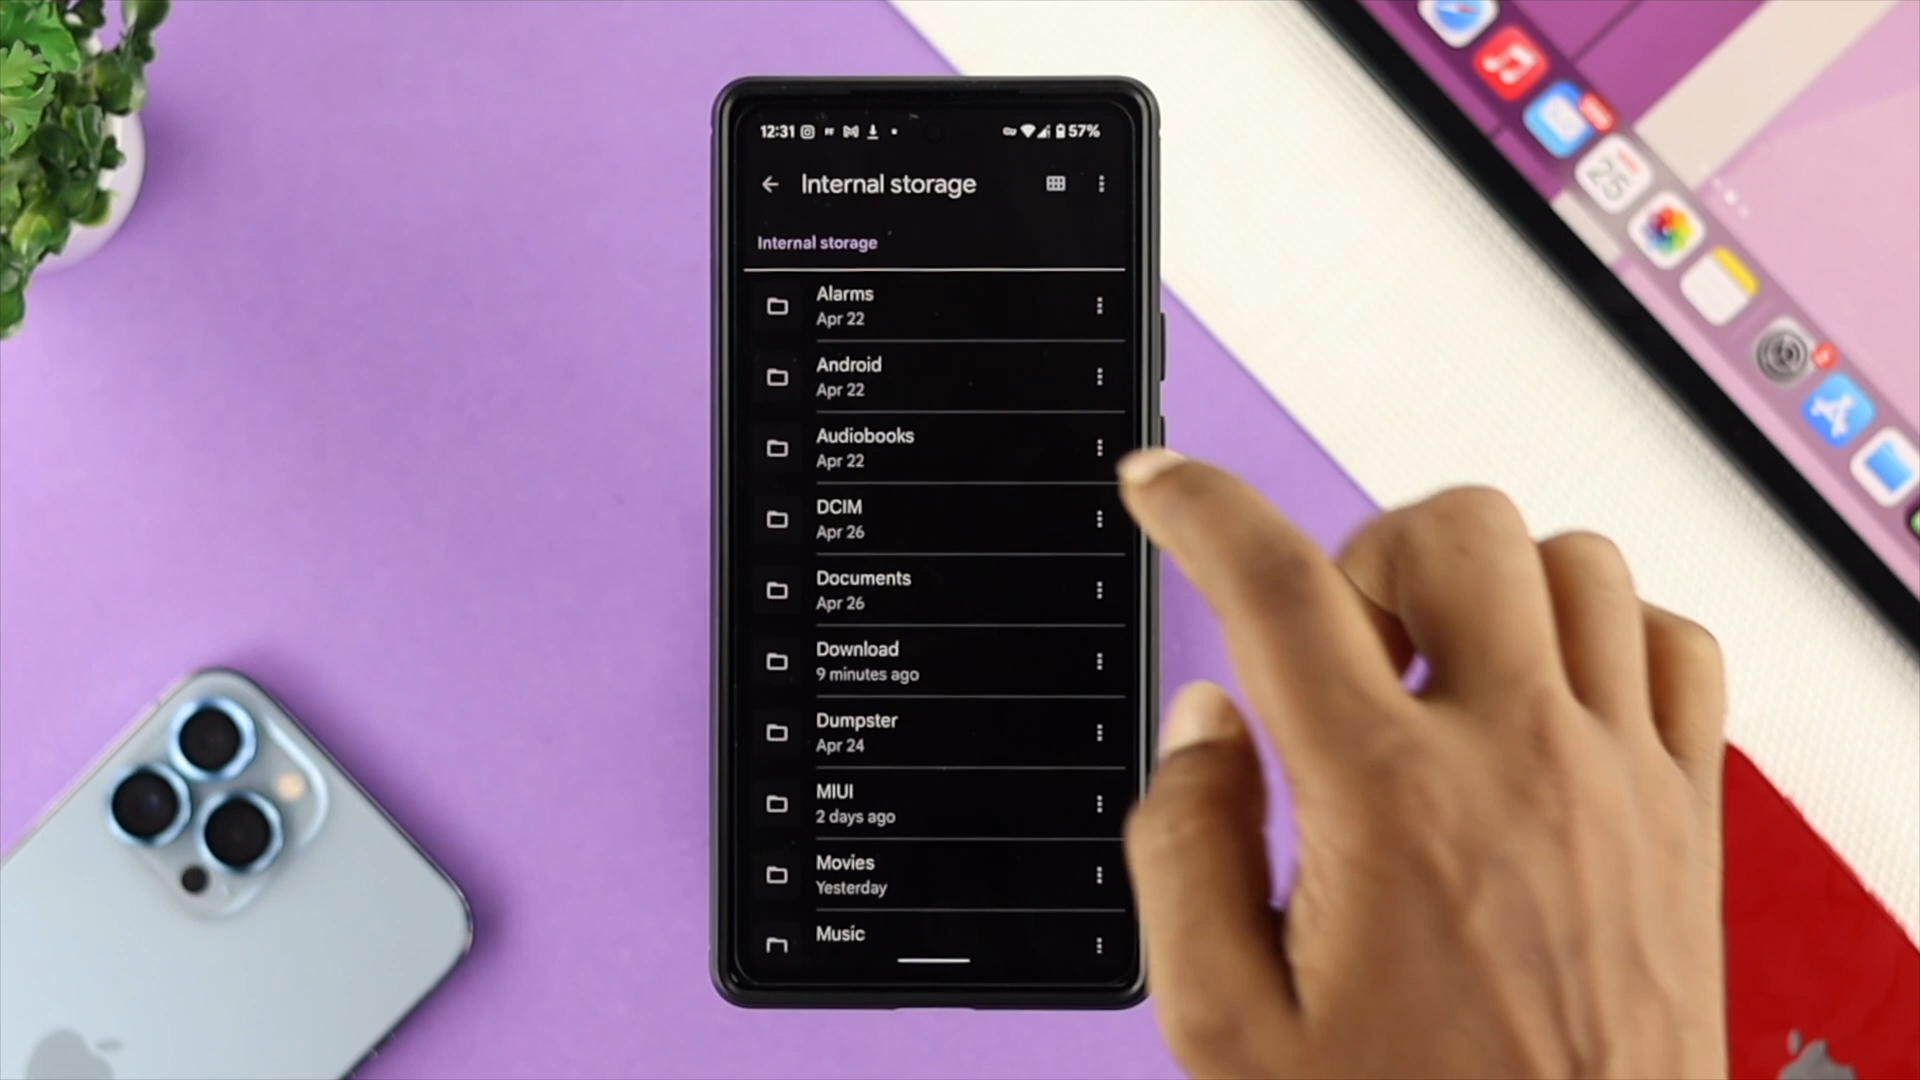 12:31 57%
Internal storage
Internal storage
Alarms
Apr 22
Android
Apr 22
Audiobooks
Apr 22
DCIM
Apr 26
Documents
Apr 26
Download
9 minutes ago
Dumpster
Apr 24
MIUI
2 days ago
Movies
Yesterday
Music
25